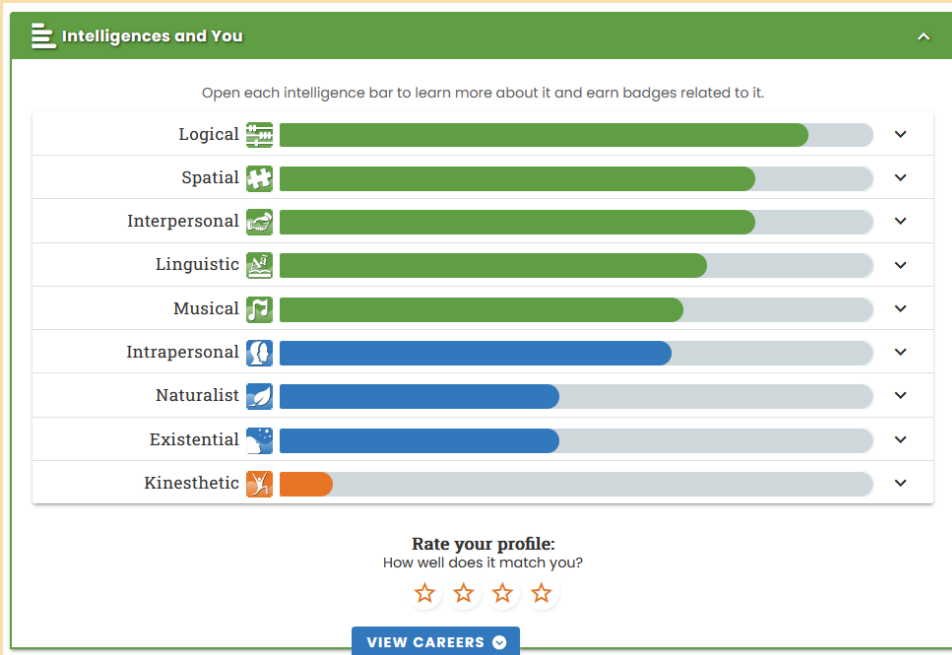 Intelligences and You
Open each intelligence bar to learn more about it and earn badges related to it.
Logical
Spatial
Interpersonal
Linguistic
Musical
Intrapersonal
Naturalist
Existential
Kinesthetic
Rate your profile:
How well does it match you?
VIEW CAREERS